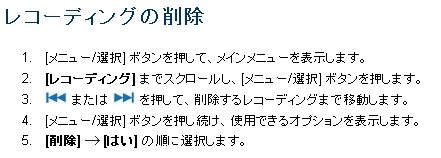 レコーディングの削除
1. [メニュー/選択] ボタンを押して、メインメニューを表示します。
2. [レコーディング] までスクロールし、[メニュー/選択] ボタンを押します。
3. ⏮ または ⏭ を押して、削除するレコーディングまで移動します。
4. [メニュー/選択] ボタンを押し続け、使用できるオプションを表示します。
5. [削除] → [はい] の順に選択します。